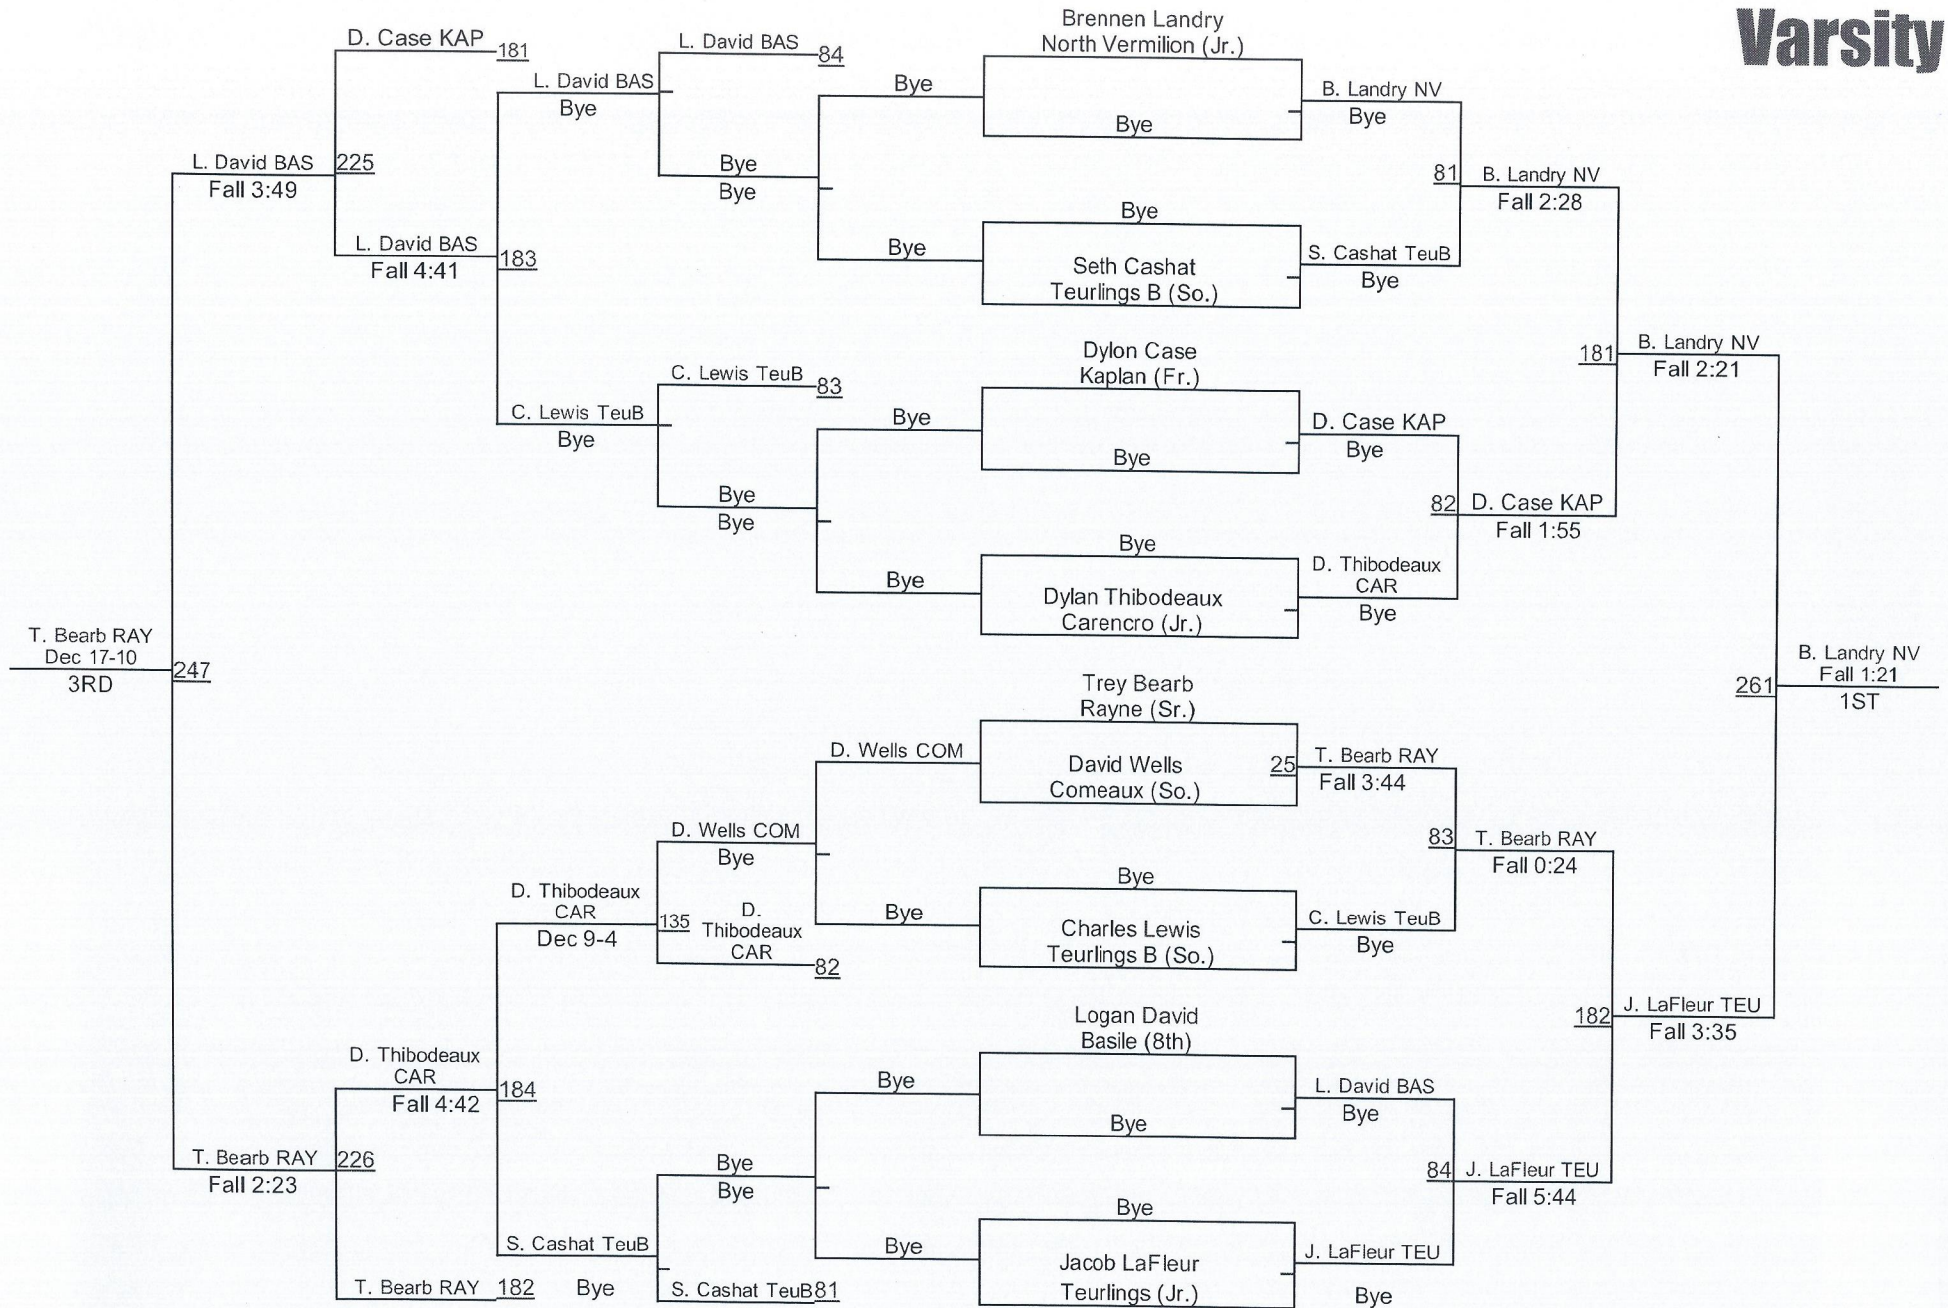 Varsity
Brennen Landry
North Vermilion (Jr.)
D. Case KAP
181
L. David BAS
84
L. David BAS
Bye
Bye
Bye
B. Landry NV
Bye
L. David BAS
225
Fall 3:49
Bye
Bye
81
B. Landry NV
Fall 2:28
L. David BAS
183
Fall 4:41
Bye
Bye
Seth Cashat
Teurlings B (So.)
S. Cashat TeuB
Bye
Dylon Case
Kaplan (Fr.)
181
B. Landry NV
Fall 2:21
C. Lewis TeuB
83
C. Lewis TeuB
Bye
Bye
Bye
D. Case KAP
Bye
Bye
Bye
82
D. Case KAP
Fall 1:55
Bye
Bye
Dylan Thibodeaux
Carencro (Jr.)
D. Thibodeaux
CAR
Bye
T. Bearb RAY
Dec 17-10
247
3RD
B. Landry NV
Fall 1:21
261
1ST
Trey Bearb
Rayne (Sr.)
D. Wells COM
David Wells
Comeaux (So.)
25
T. Bearb RAY
Fall 3:44
D. Wells COM
Bye
83
T. Bearb RAY
Fall 0:24
D. Thibodeaux
CAR
Dec 9-4
135
D.
Thibodeaux
CAR
82
Bye
Bye
Charles Lewis
Teurlings B (So.)
C. Lewis TeuB
Bye
Logan David
Basile (8th)
182
J. LaFleur TEU
Fall 3:35
D. Thibodeaux
CAR
184
Fall 4:42
Bye
Bye
L. David BAS
Bye
T. Bearb RAY
226
Fall 2:23
Bye
Bye
84
J. LaFleur TEU
Fall 5:44
S. Cashat TeuB
Bye
Bye
Bye
Jacob LaFleur
Teurlings (Jr.)
J. LaFleur TEU
Bye
T. Bearb RAY
182
S. Cashat TeuB
81